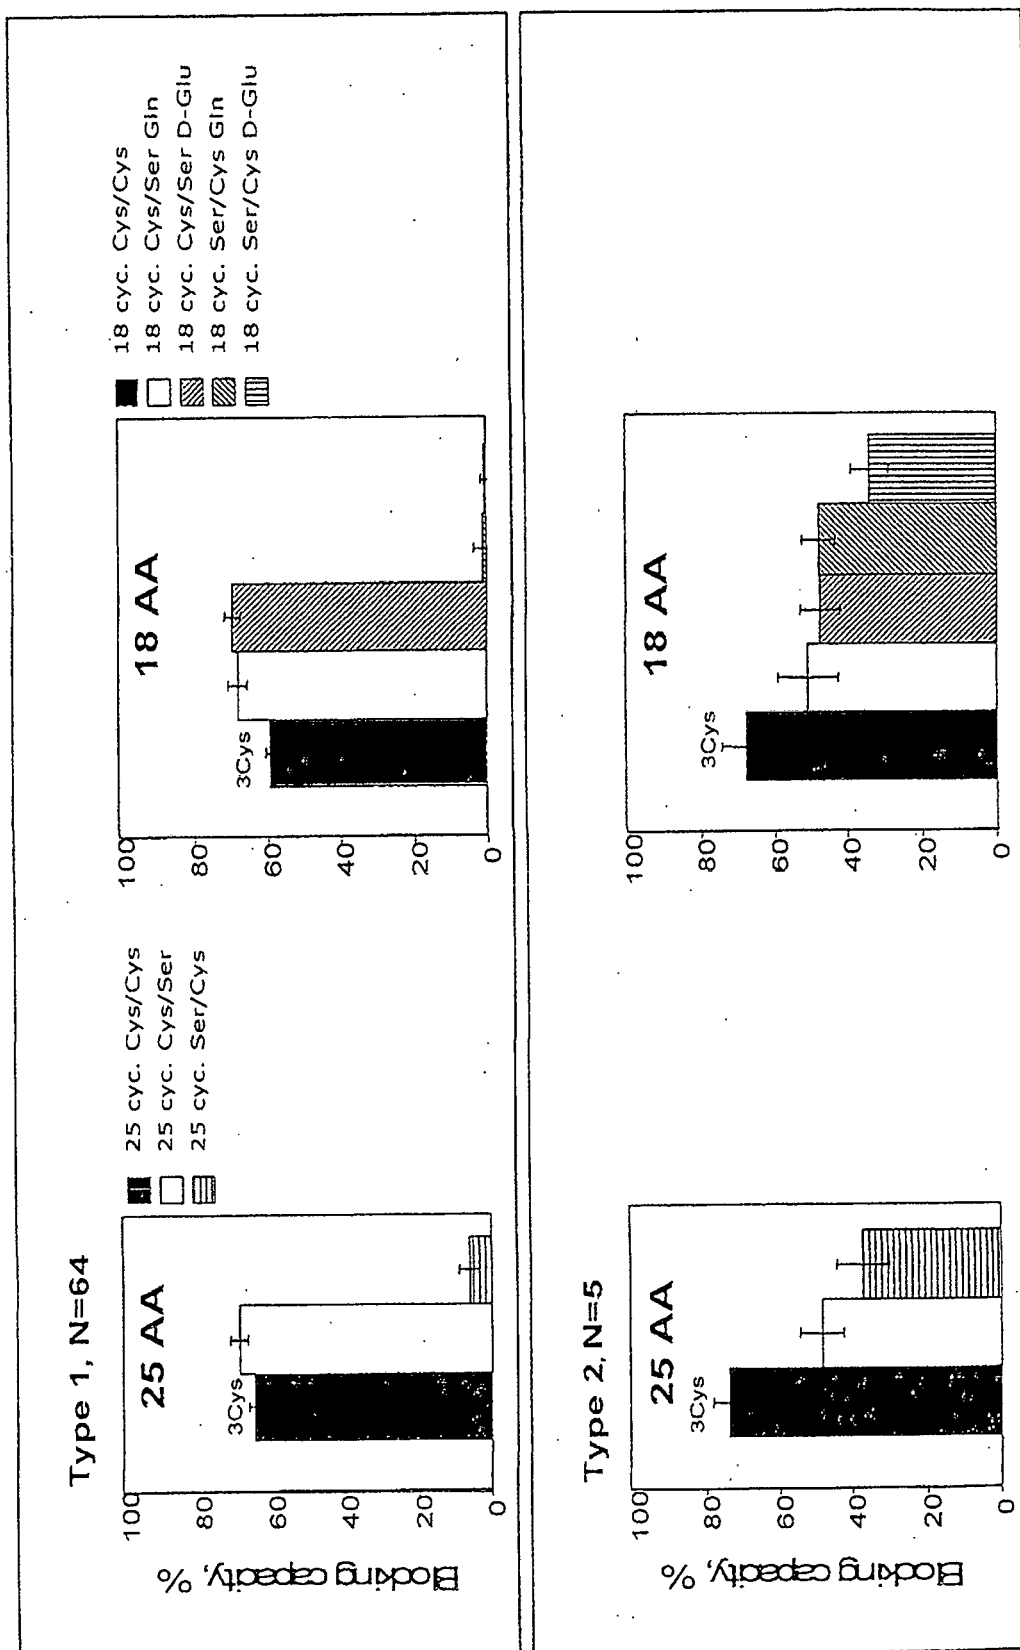 Type 1, N=64
Blocking capacity, %
100
80
60
40
20
0
25 AA
3Cys
25 cyc. Cys/Cys
25 cyc. Cys/Ser
25 cyc. Ser/Cys
100
80
60
40
20
0
18 AA
3Cys
18 cyc. Cys/Cys
18 cyc. Cys/Ser Gln
18 cyc. Cys/Ser D-Glu
18 cyc. Ser/Cys Gln
18 cyc. Ser/Cys D-Glu
Type 2, N=5
Blocking capacity, %
100
80
60
40
20
0
25 AA
3Cys
100
80
60
40
20
0
18 AA
3Cys